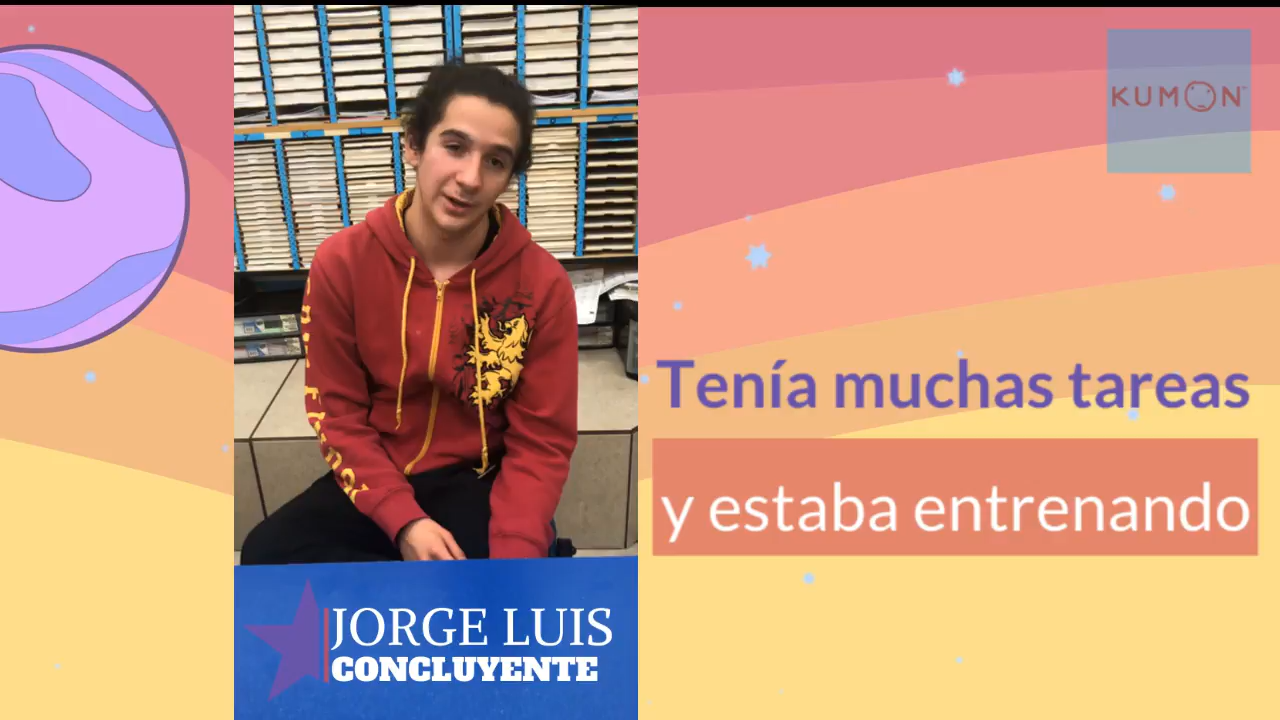 KUMON
Tenía muchas tareas
y estaba entrenando
JORGE LUIS
CONCLUYENTE